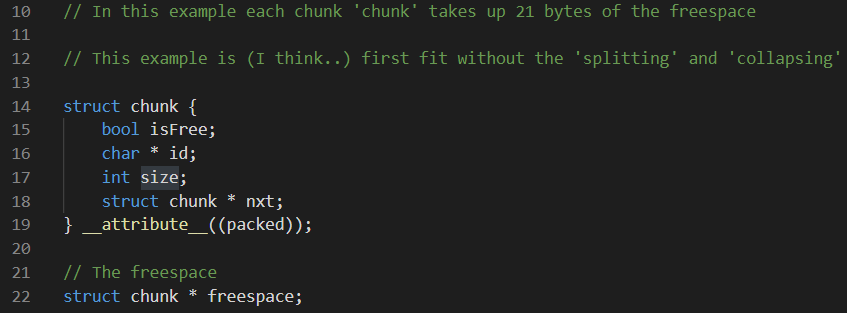 10 // In this example each chunk 'chunk' takes up 21 bytes of the freespace
11
12 // This example is (I think..) first fit without the 'splitting' and 'collapsing'
13
14 struct chunk {
15     bool isFree;
16     char * id;
17     int size;
18     struct chunk * nxt;
19 } __attribute__((packed));
20
21 // The freespace
22 struct chunk * freespace;